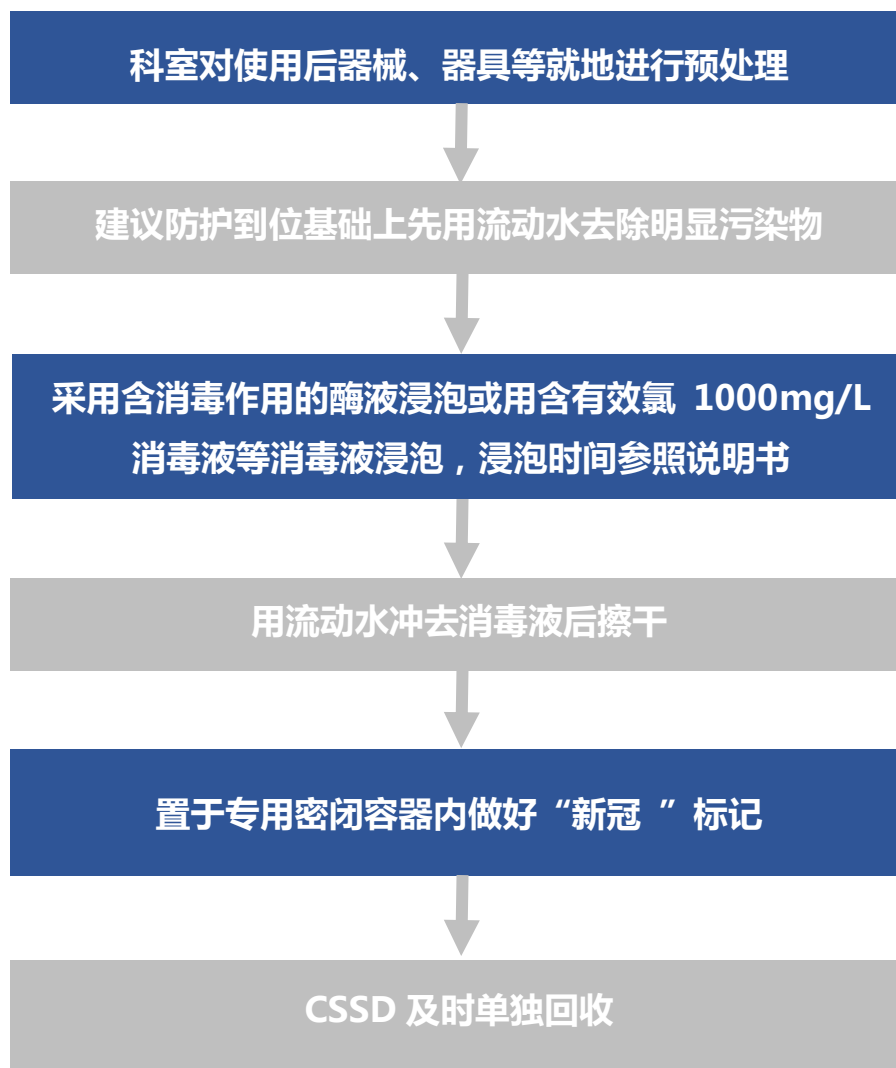 科室对使用后器械、器具等就地进行预处理
建议防护到位基础上先用流动水去除明显污染物
采用含消毒作用的酶液浸泡或用含有效氯 1000mg/L
消毒液等消毒液浸泡，浸泡时间参照说明书
用流动水冲去消毒液后擦干
置于专用密闭容器内做好“新冠 ”标记
CSSD 及时单独回收